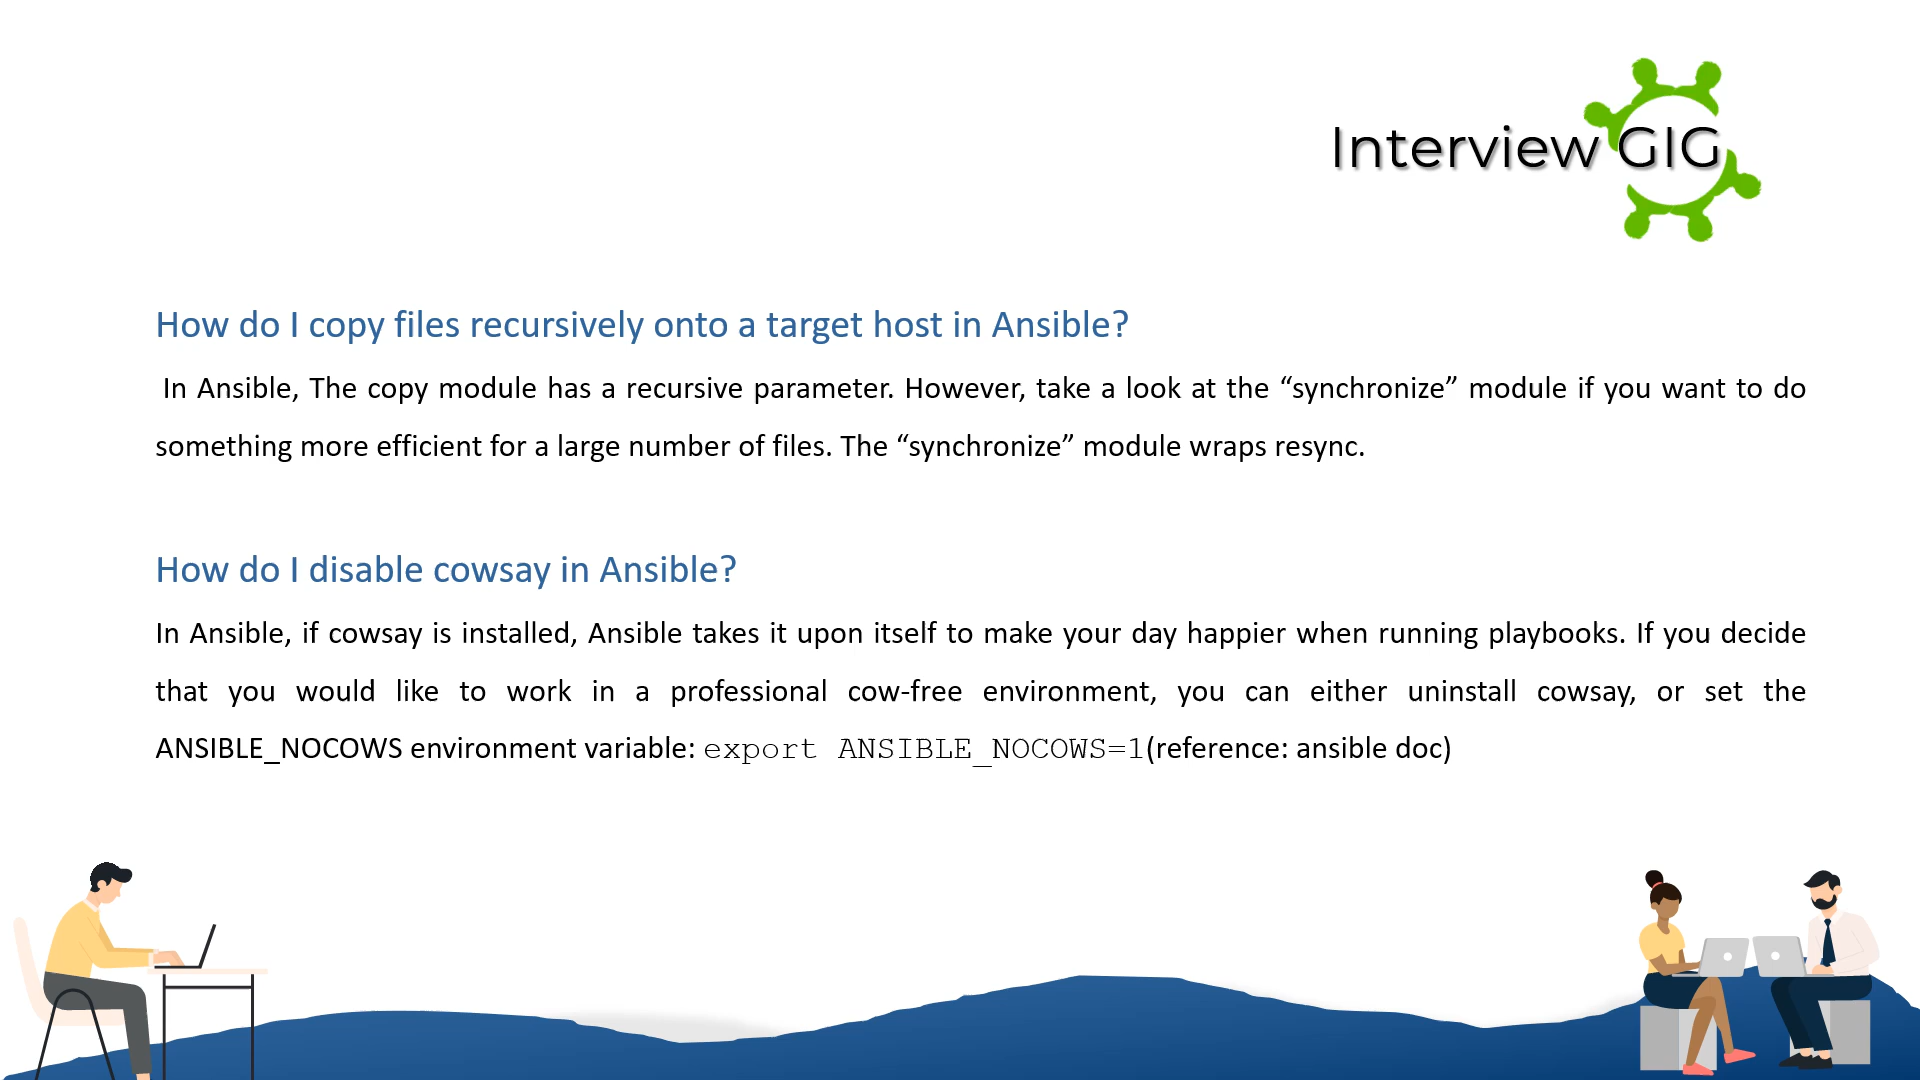 Interview GIG
How do I copy files recursively onto a target host in Ansible?
In Ansible, The copy module has a recursive parameter. However, take a look at the “synchronize” module if you want to do
something more efficient for a large number of files. The “synchronize” module wraps resync.
How do I disable cowsay in Ansible?
In Ansible, if cowsay is installed, Ansible takes it upon itself to make your day happier when running playbooks. If you decide
that you would like to work in a professional cow-free environment, you can either uninstall cowsay, or set the
ANSIBLE_NOCOWS environment variable: export ANSIBLE_NOCOWS=1(reference: ansible doc)